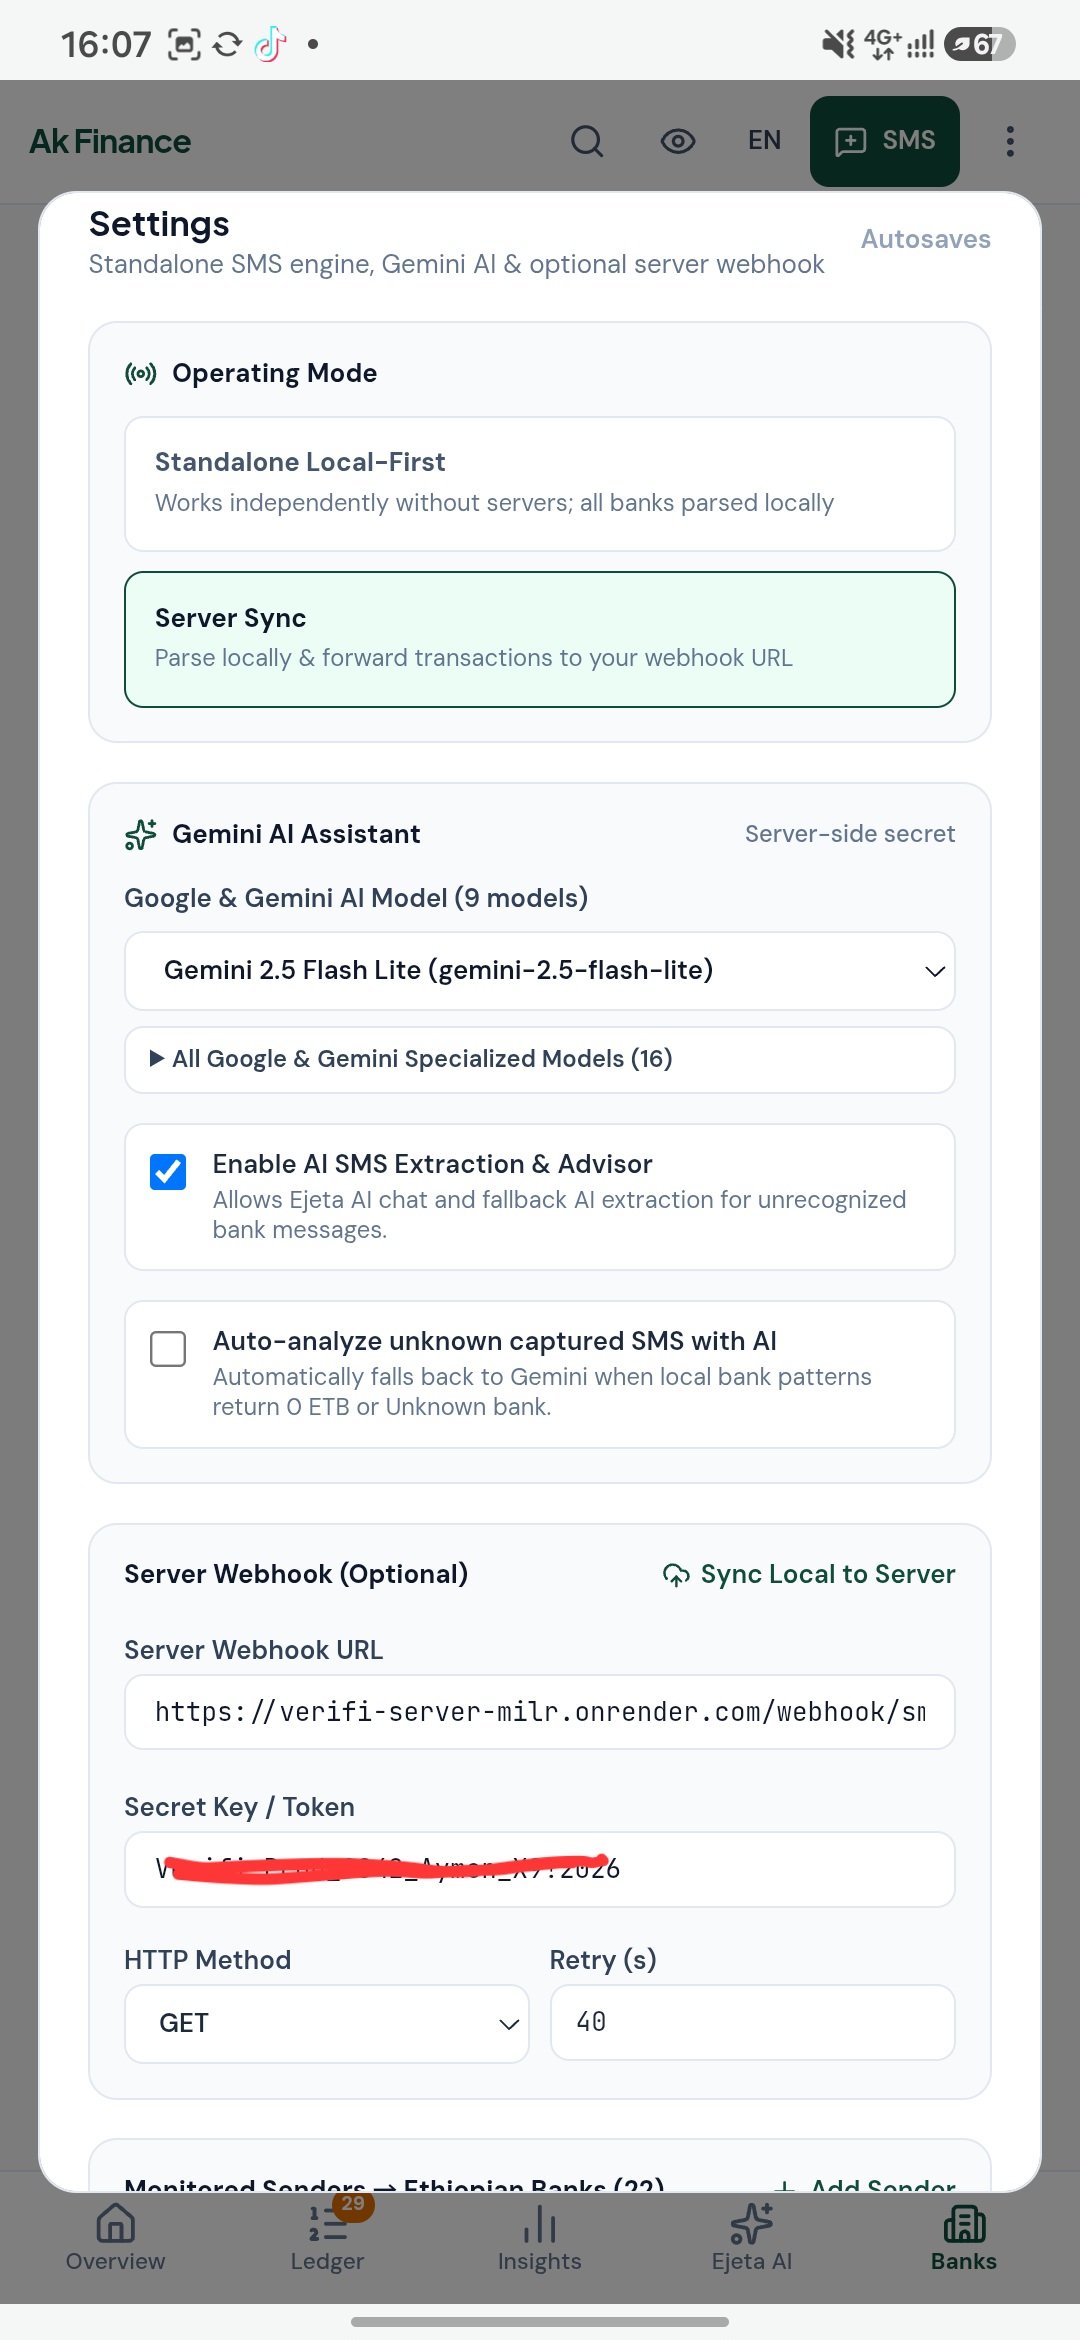 16:07
4G+
67
Ak Finance
EN
SMS
Settings
Autosaves
Standalone SMS engine, Gemini AI & optional server webhook
Operating Mode
Standalone Local-First
Works independently without servers; all banks parsed locally
Server Sync
Parse locally & forward transactions to your webhook URL
Gemini AI Assistant
Server-side secret
Google & Gemini AI Model (9 models)
Gemini 2.5 Flash Lite (gemini-2.5-flash-lite)
All Google & Gemini Specialized Models (16)
Enable AI SMS Extraction & Advisor
Allows Ejeta AI chat and fallback AI extraction for unrecognized
bank messages.
Auto-analyze unknown captured SMS with AI
Automatically falls back to Gemini when local bank patterns
return 0 ETB or Unknown bank.
Server Webhook (Optional)
Sync Local to Server
Server Webhook URL
https://verifi-server-milr.onrender.com/webhook/sm
Secret Key / Token
HTTP Method
Retry (s)
GET
40
Monitored Senders → Ethiopian Banks (22)
+ Add Sender
29
Overview
Ledger
Insights
Ejeta AI
Banks